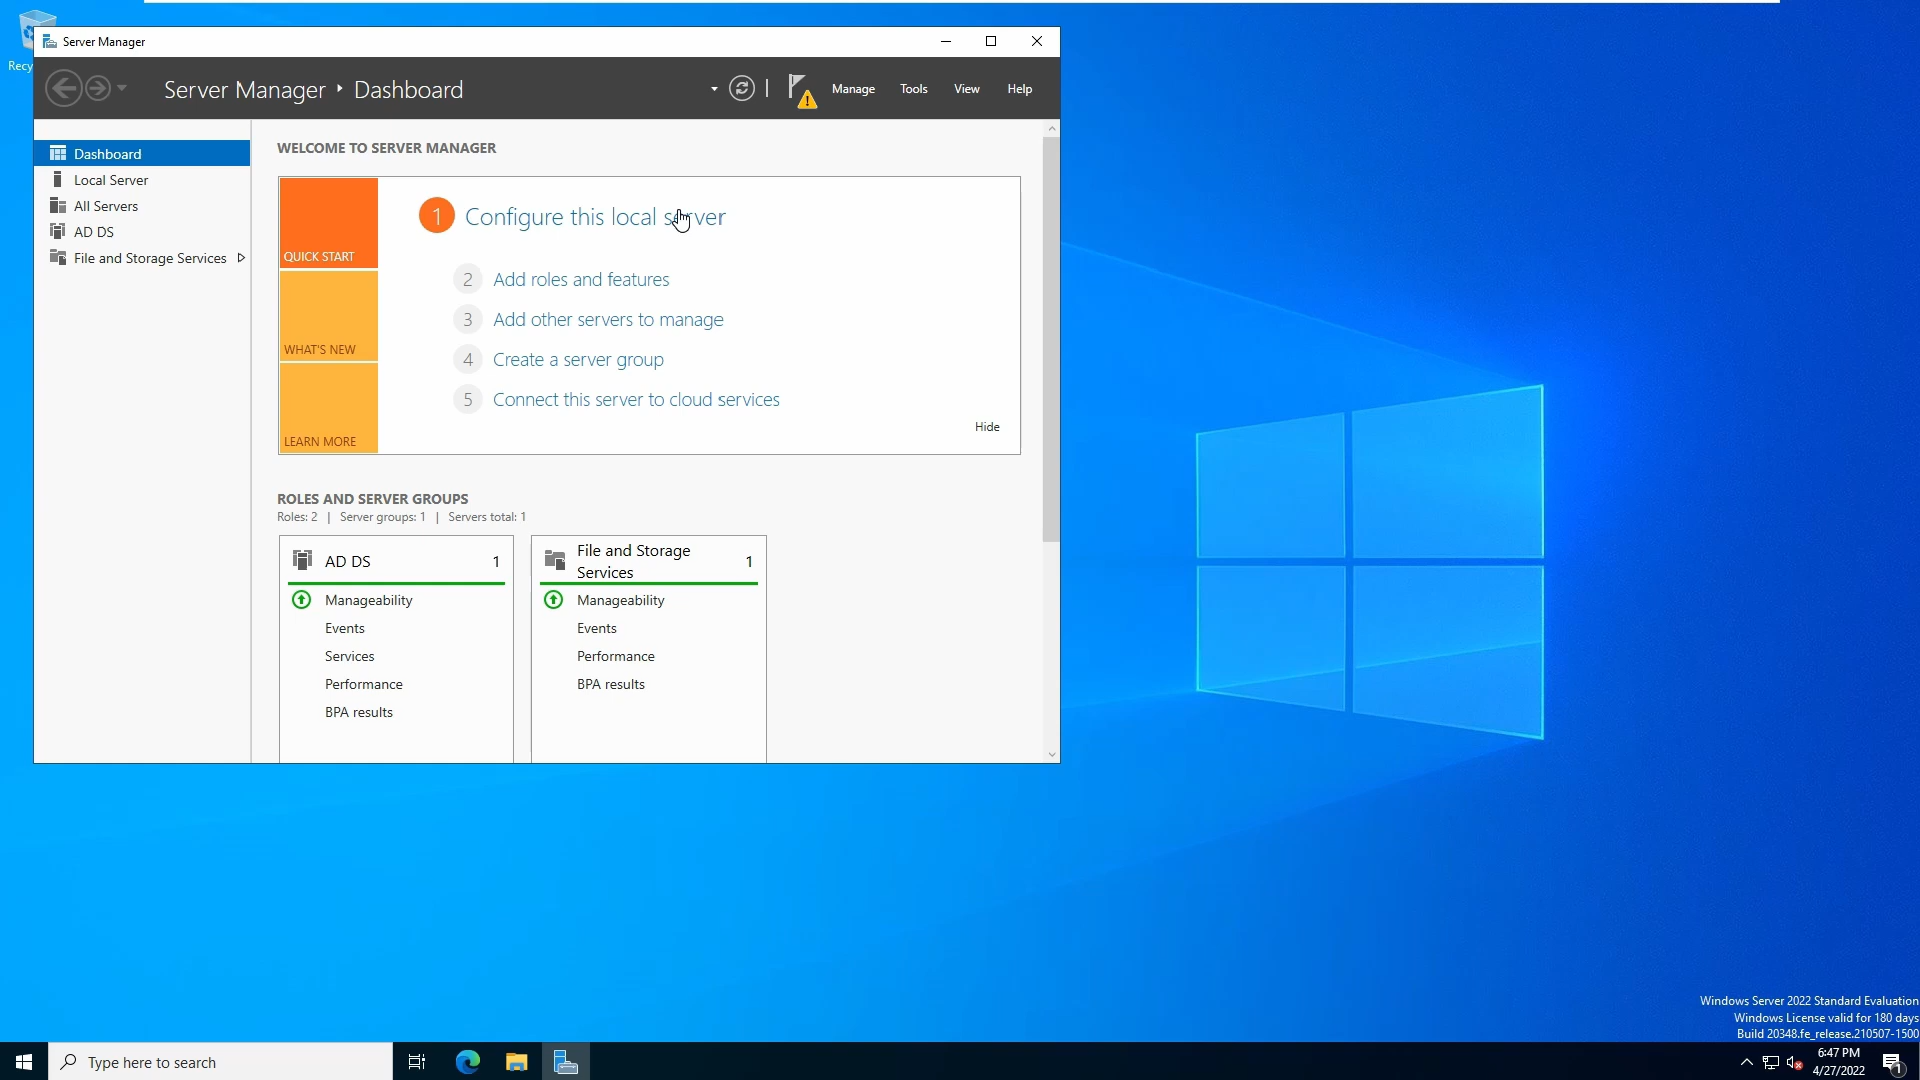 Recy
Server Manager
Server Manager ‣ Dashboard
Manage
Tools
View
Help
Dashboard
Local Server
All Servers
AD DS
File and Storage Services
WELCOME TO SERVER MANAGER
QUICK START
WHAT'S NEW
LEARN MORE
1 Configure this local server
2 Add roles and features
3 Add other servers to manage
4 Create a server group
5 Connect this server to cloud services
Hide
ROLES AND SERVER GROUPS
Roles: 2 | Server groups: 1 | Servers total: 1
AD DS 1
Manageability
Events
Services
Performance
BPA results
File and Storage
Services
1
Manageability
Events
Performance
BPA results
Windows Server 2022 Standard Evaluation
Windows License valid for 180 days
Build 20348.fe_release.210507-1500
Type here to search
6:47 PM
4/27/2022
1